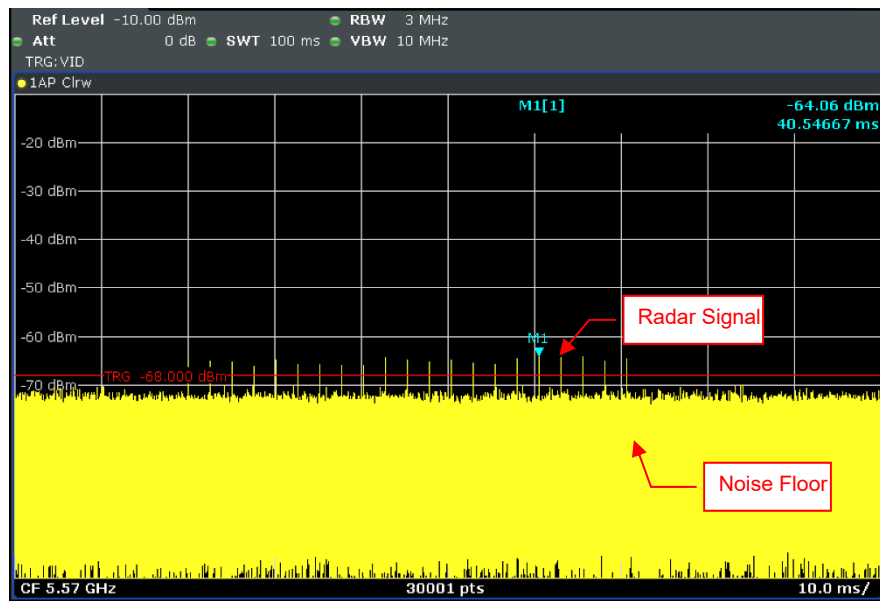 Ref Level -10.00 dBm RBW 3 MHz
Att 0 dB SWT 100 ms VBW 10 MHz
TRG:VID
1AP Clrw
M1[1] -64.06 dBm
40.54667 ms
-20 dBm
-30 dBm
-40 dBm
-50 dBm
Radar Signal
-60 dBm
M1
TRG -68.000 dBm
-70 dBm
Noise Floor
CF 5.57 GHz 30001 pts 10.0 ms/